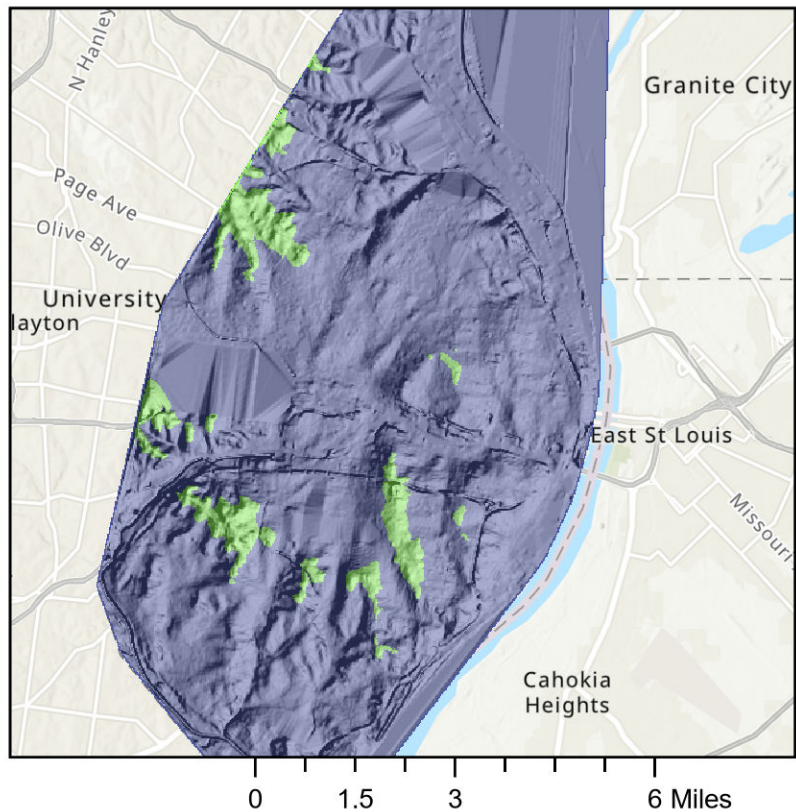 N Hanley
Granite City
Page Ave
Olive Blvd
University
layton
East St Louis
Missouri
Cahokia
Heights
0 1.5 3 6 Miles